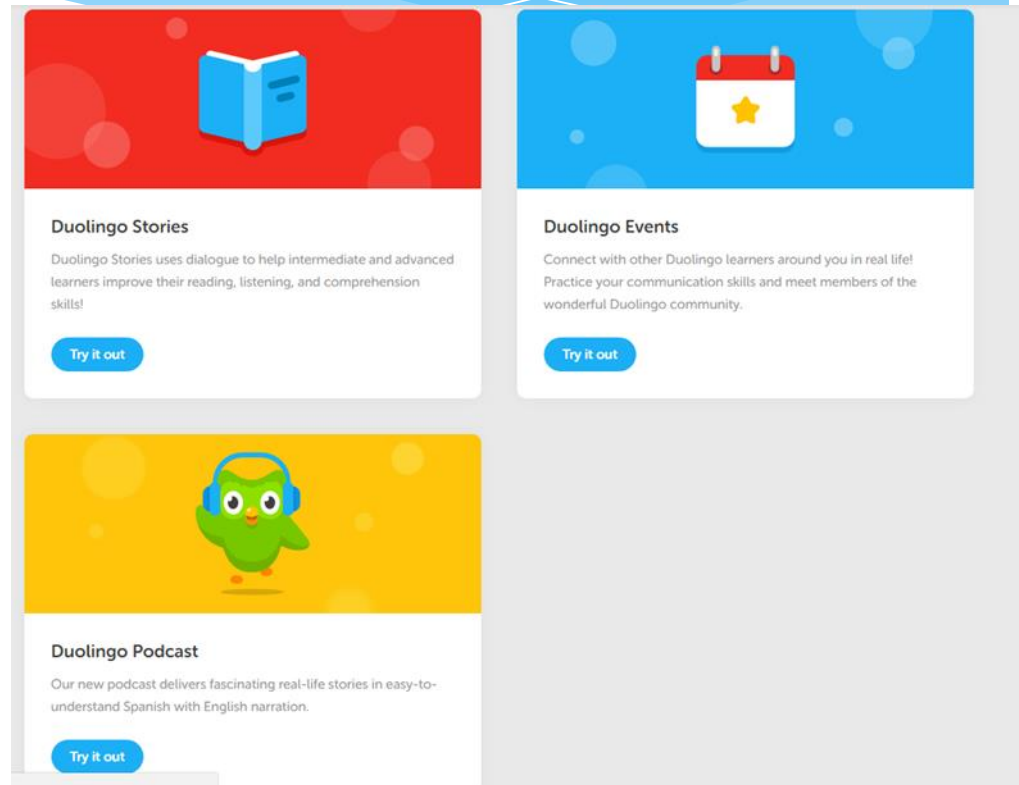 Duolingo Stories
Duolingo Stories uses dialogue to help intermediate and advanced
learners improve their reading, listening, and comprehension
skills!
Try it out
Duolingo Events
Connect with other Duolingo learners around you in real life!
Practice your communication skills and meet members of the
wonderful Duolingo community.
Try it out
Duolingo Podcast
Our new podcast delivers fascinating real-life stories in easy-to-
understand Spanish with English narration.
Try it out